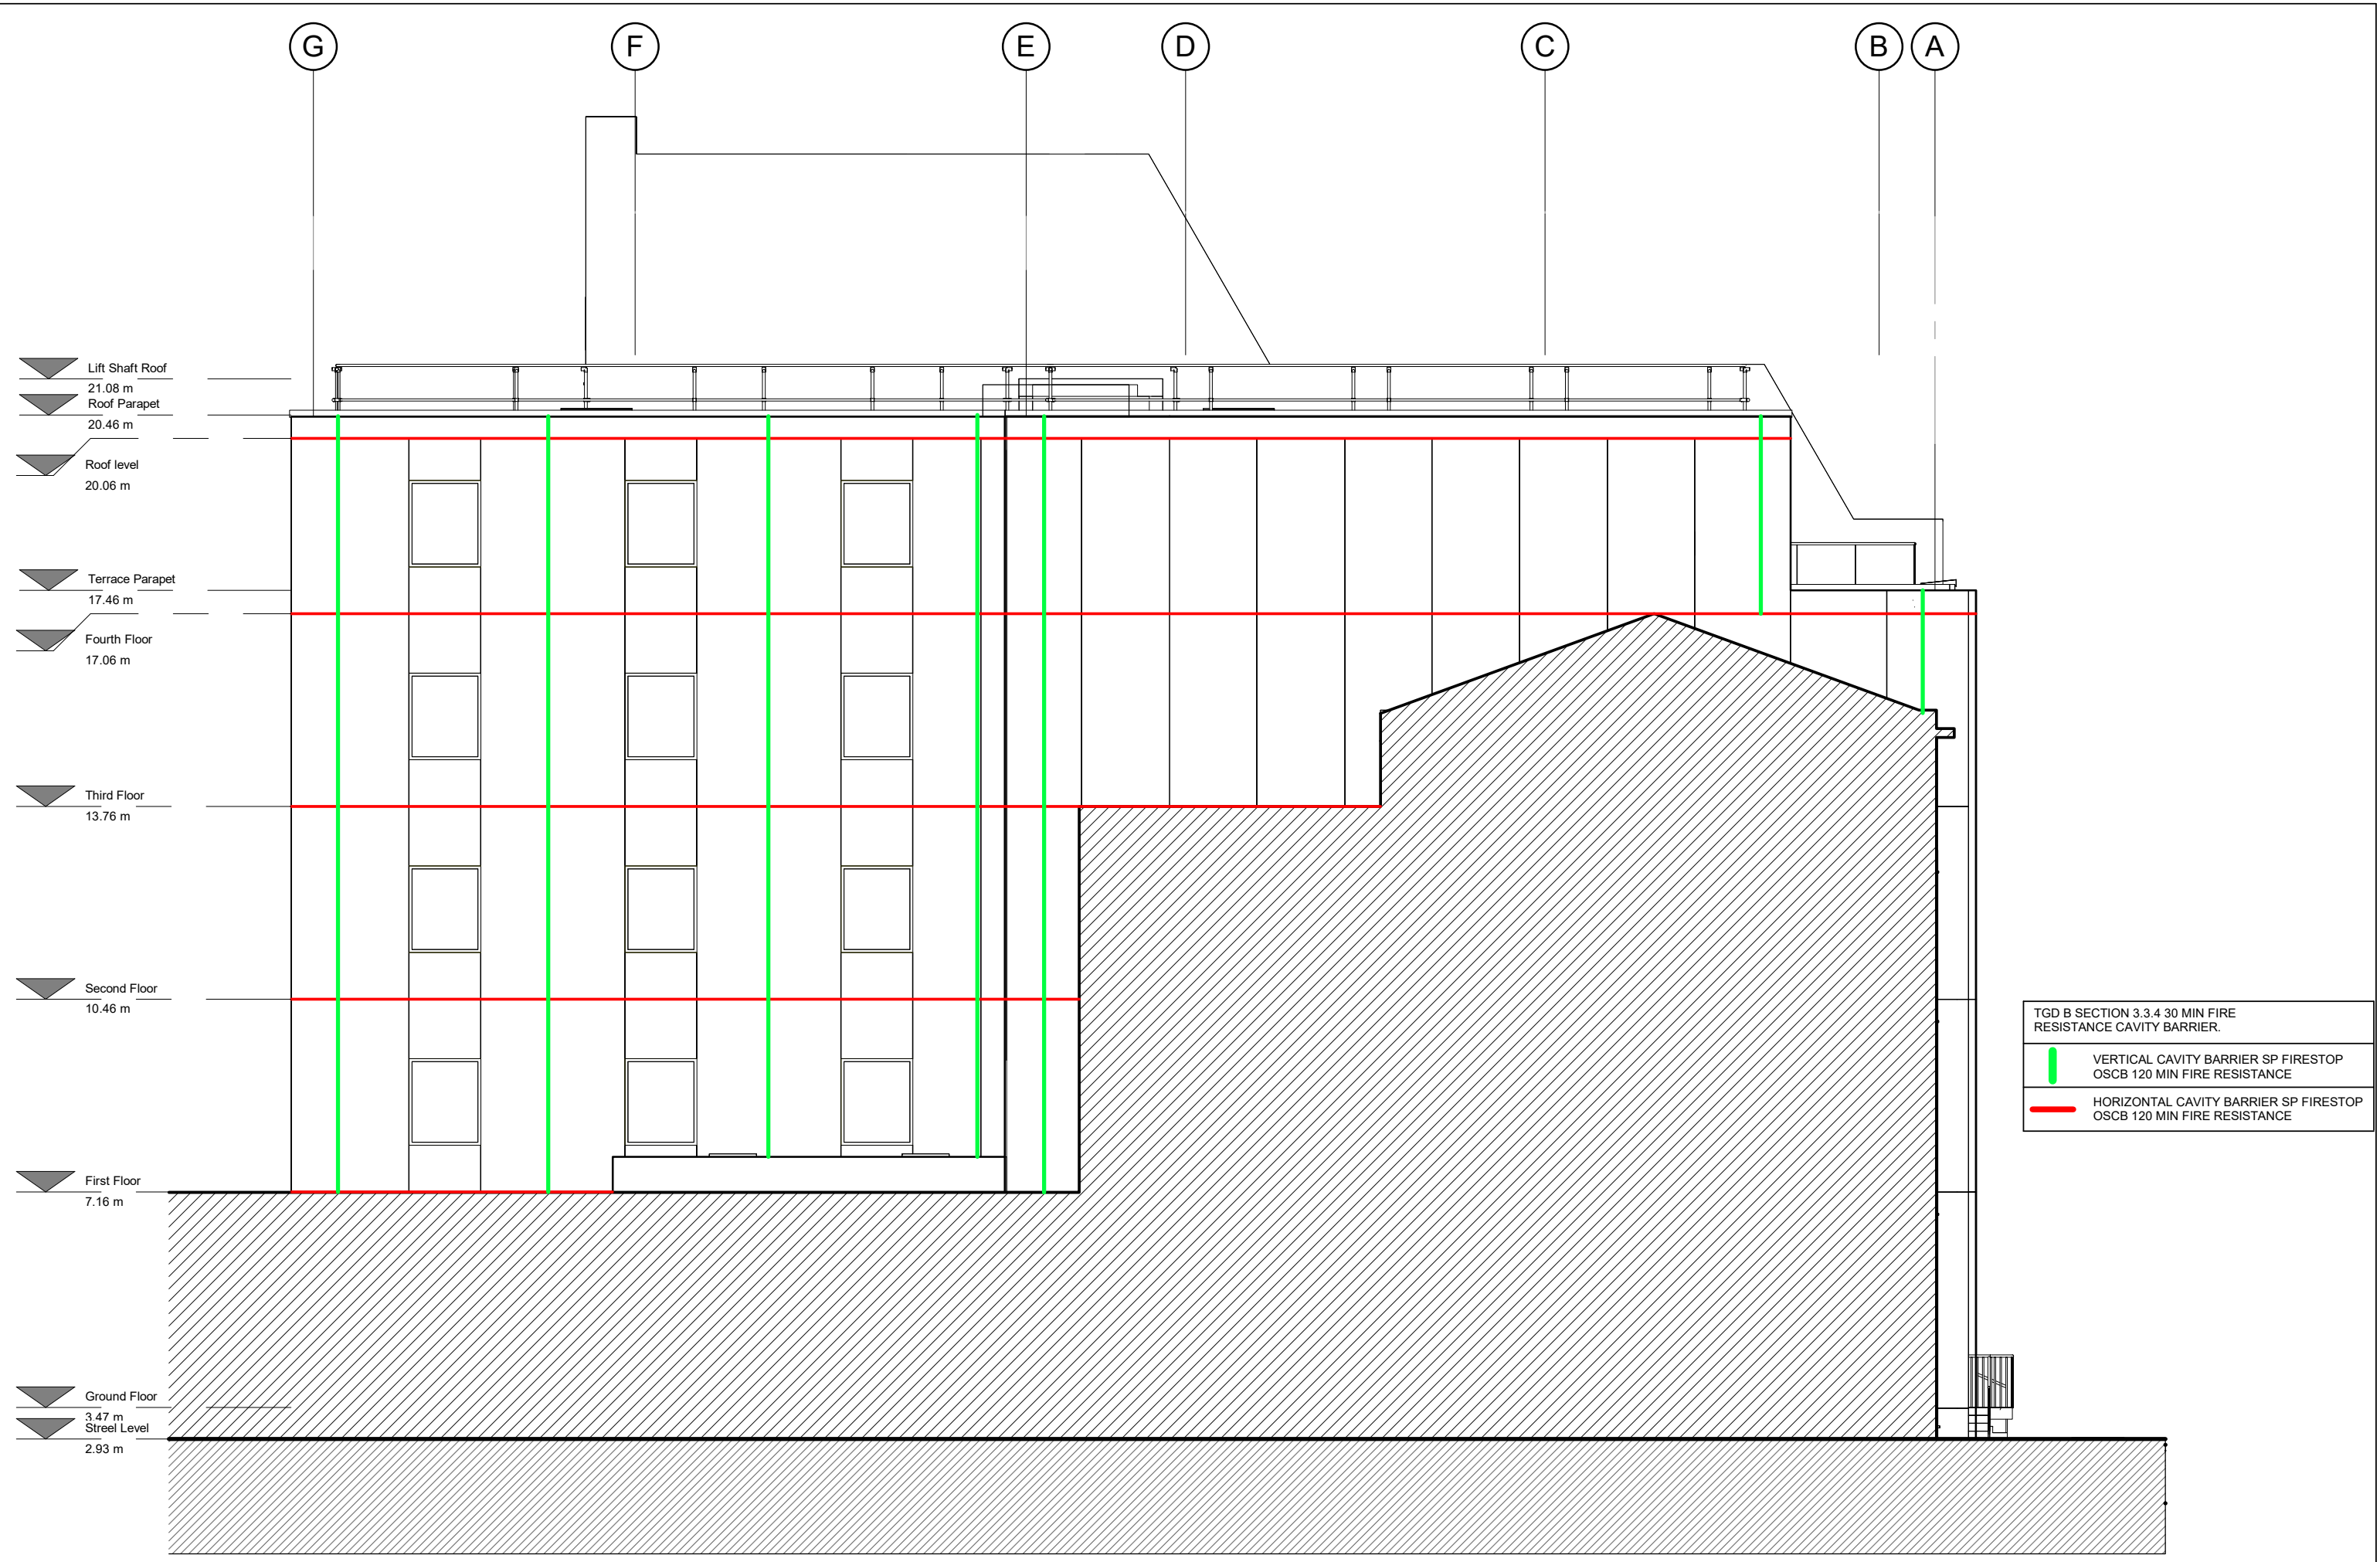 G
F
E
D
C
B
A
Lift Shaft Roof
21.08 m
Roof Parapet
20.46 m
Roof level
20.06 m
Terrace Parapet
17.46 m
Fourth Floor
17.06 m
Third Floor
13.76 m
Second Floor
10.46 m
First Floor
7.16 m
Ground Floor
3.47 m
Streel Level
2.93 m
TGD B SECTION 3.3.4 30 MIN FIRE
RESISTANCE CAVITY BARRIER.
VERTICAL CAVITY BARRIER SP FIRESTOP
OSCB 120 MIN FIRE RESISTANCE
HORIZONTAL CAVITY BARRIER SP FIRESTOP
OSCB 120 MIN FIRE RESISTANCE